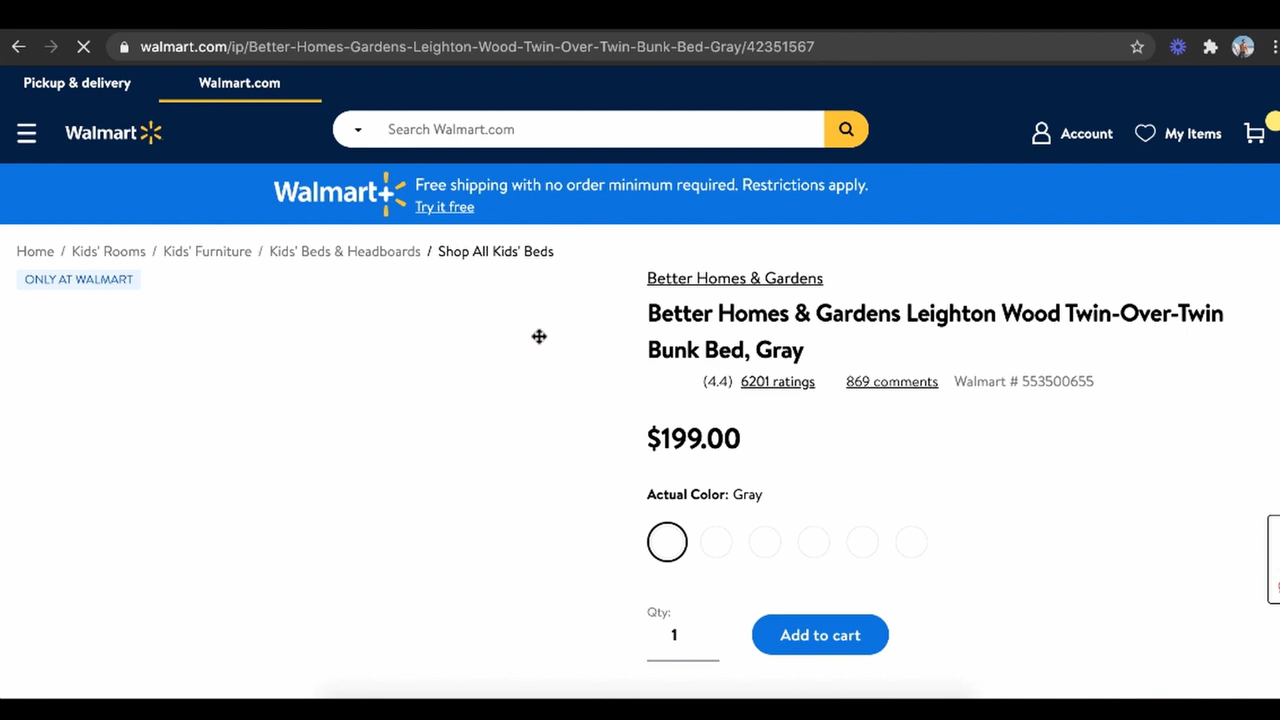 walmart.com/ip/Better-Homes-Gardens-Leighton-Wood-Twin-Over-Twin-Bunk-Bed-Gray/42351567
Pickup & delivery
Walmart.com
Walmart
Search Walmart.com
Account
My Items
Walmart+
Free shipping with no order minimum required. Restrictions apply.
Try it free
Home / Kids' Rooms / Kids' Furniture / Kids' Beds & Headboards / Shop All Kids' Beds
ONLY AT WALMART
Better Homes & Gardens
Better Homes & Gardens Leighton Wood Twin-Over-Twin
Bunk Bed, Gray
(4.4) 6201 ratings 869 comments Walmart # 553500655
$199.00
Actual Color: Gray
Qty:
1
Add to cart